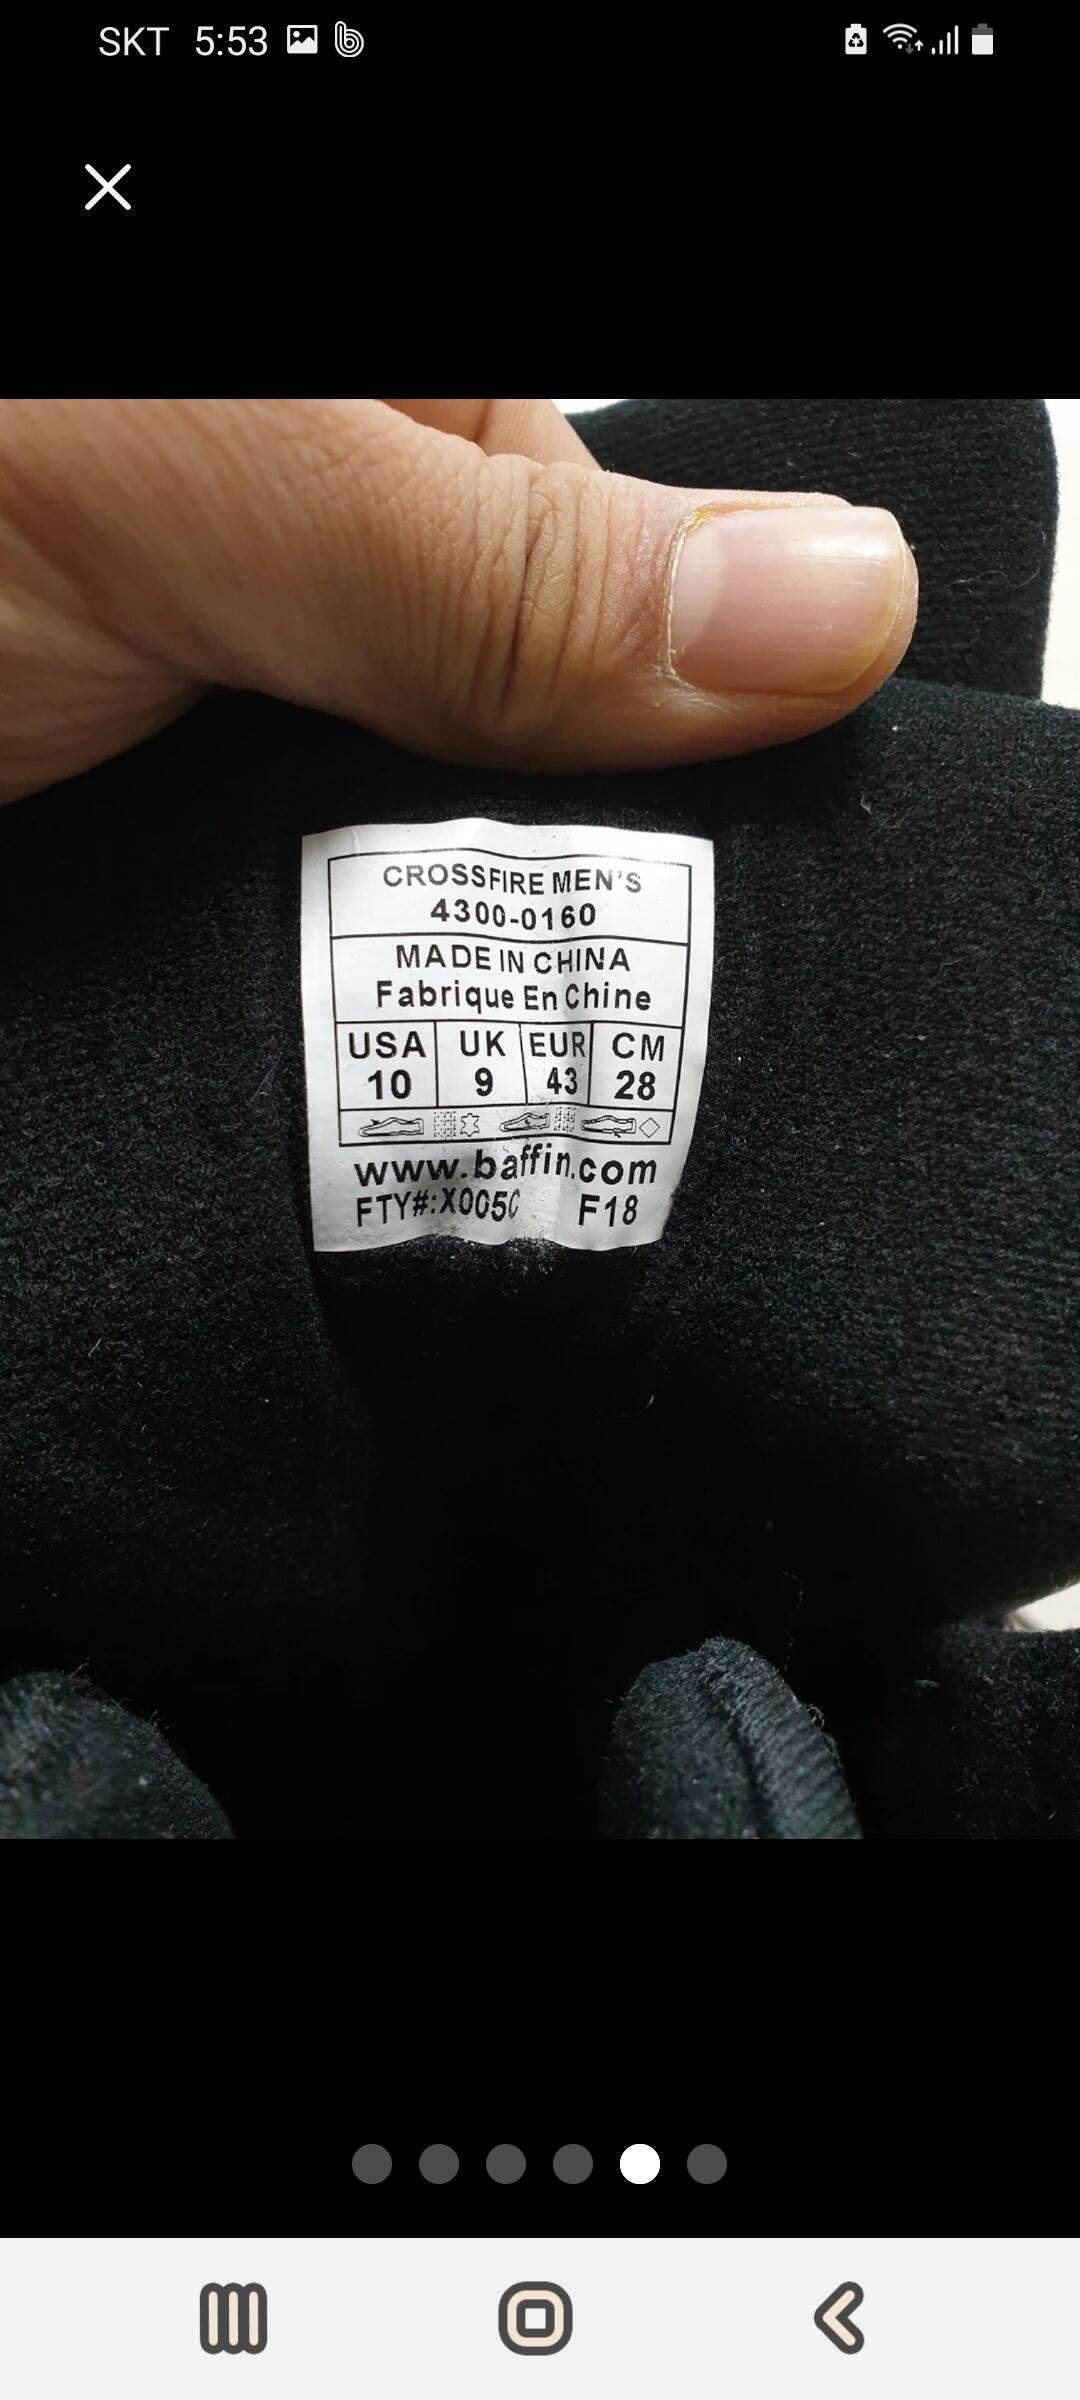 SKT 5:53
CROSSFIRE MEN'S
4300-0160
MADE IN CHINA
Fabrique En Chine
USA UK EUR CM
10 9 43 28
www.baffin.com
FTY#:X005C F18